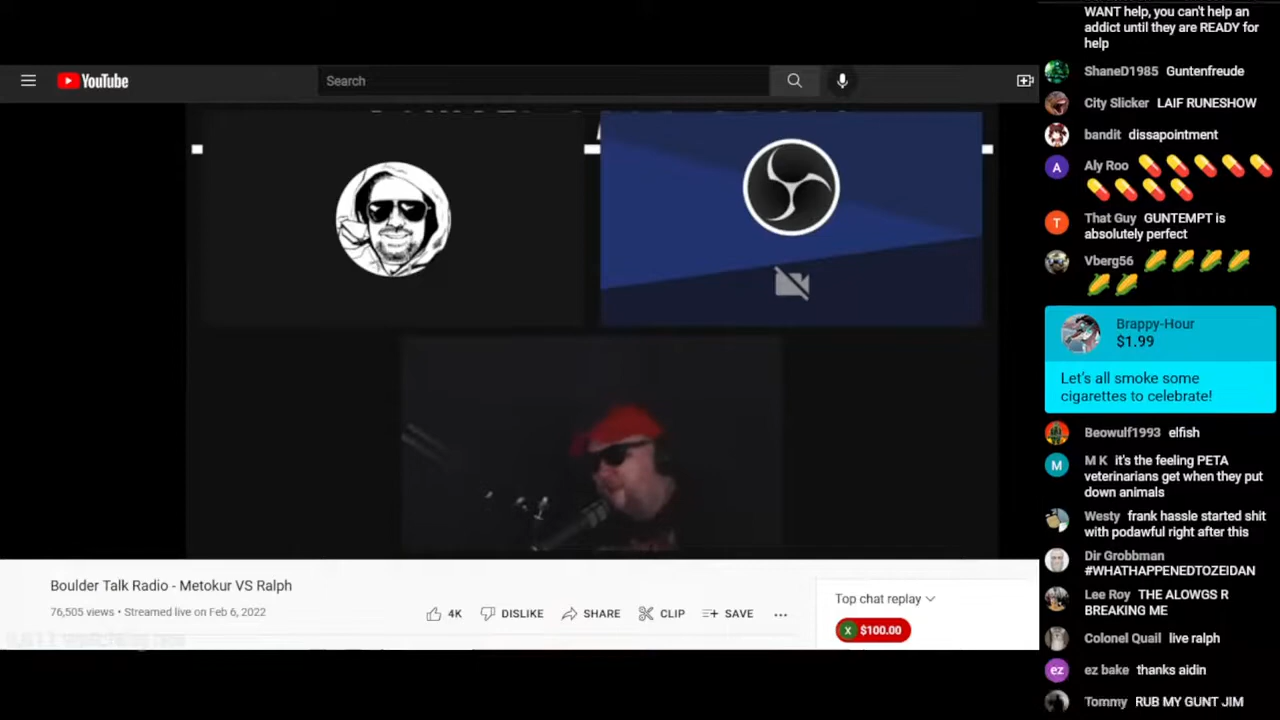 YouTube
Search
Boulder Talk Radio - Metokur VS Ralph
76,505 views • Streamed live on Feb 6, 2022
4K
DISLIKE
SHARE
CLIP
SAVE
Top chat replay
X $100.00
WANT help, you can't help an
addict until they are READY for
help
ShaneD1985 Guntenfreude
City Slicker LAIF RUNESHOW
bandit dissapointment
A Aly Roo
T That Guy GUNTEMPT is
absolutely perfect
Vberg56
Brappy-Hour
$1.99
Let's all smoke some
cigarettes to celebrate!
Beowulf1993 elfish
M M K it's the feeling PETA
veterinarians get when they put
down animals
Westy frank hassle started shit
with podawful right after this
Dir Grobbman
#WHATHAPPENEDTOZEIDAN
Lee Roy THE ALOWGS R
BREAKING ME
Colonel Quail live ralph
ez ez bake thanks aidin
Tommy RUB MY GUNT JIM